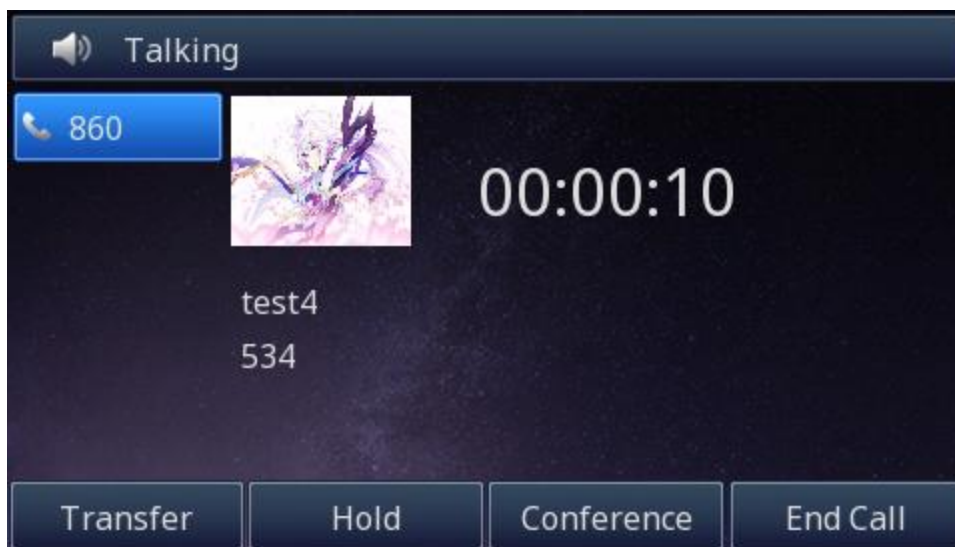 Talking
860
00:00:10
test4
534
Transfer Hold Conference End Call